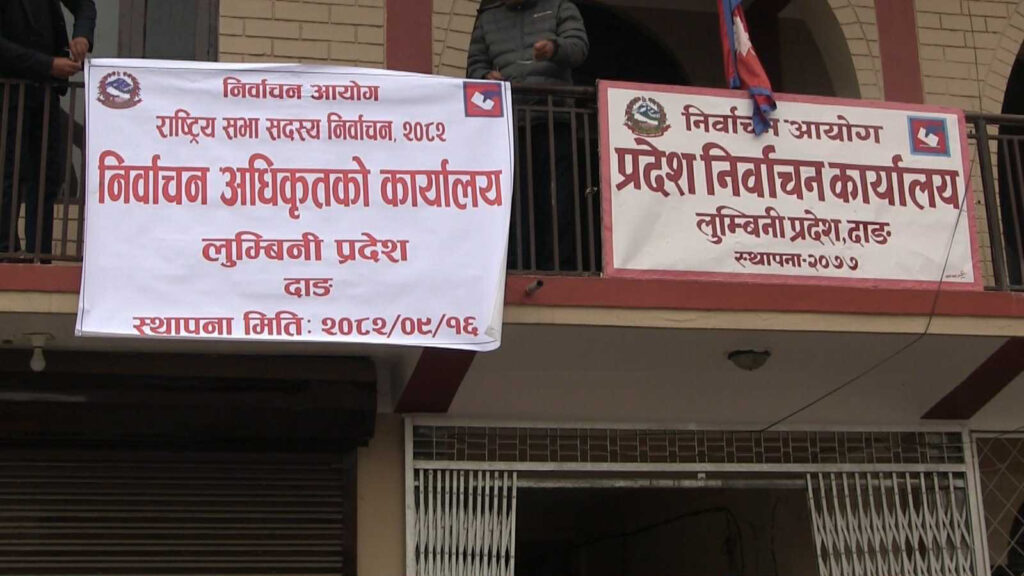 निर्वाचन आयोग
राष्ट्रिय सभा सदस्य निर्वाचन, २०८२
निर्वाचन अधिकृतको कार्यालय
लुम्बिनी प्रदेश
दाङ
स्थापना मितिः २०८२/०९/१६
निर्वाचन आयोग
प्रदेश निर्वाचन कार्यालय
लुम्बिनी प्रदेश, दाङ
स्थापना-२०७७